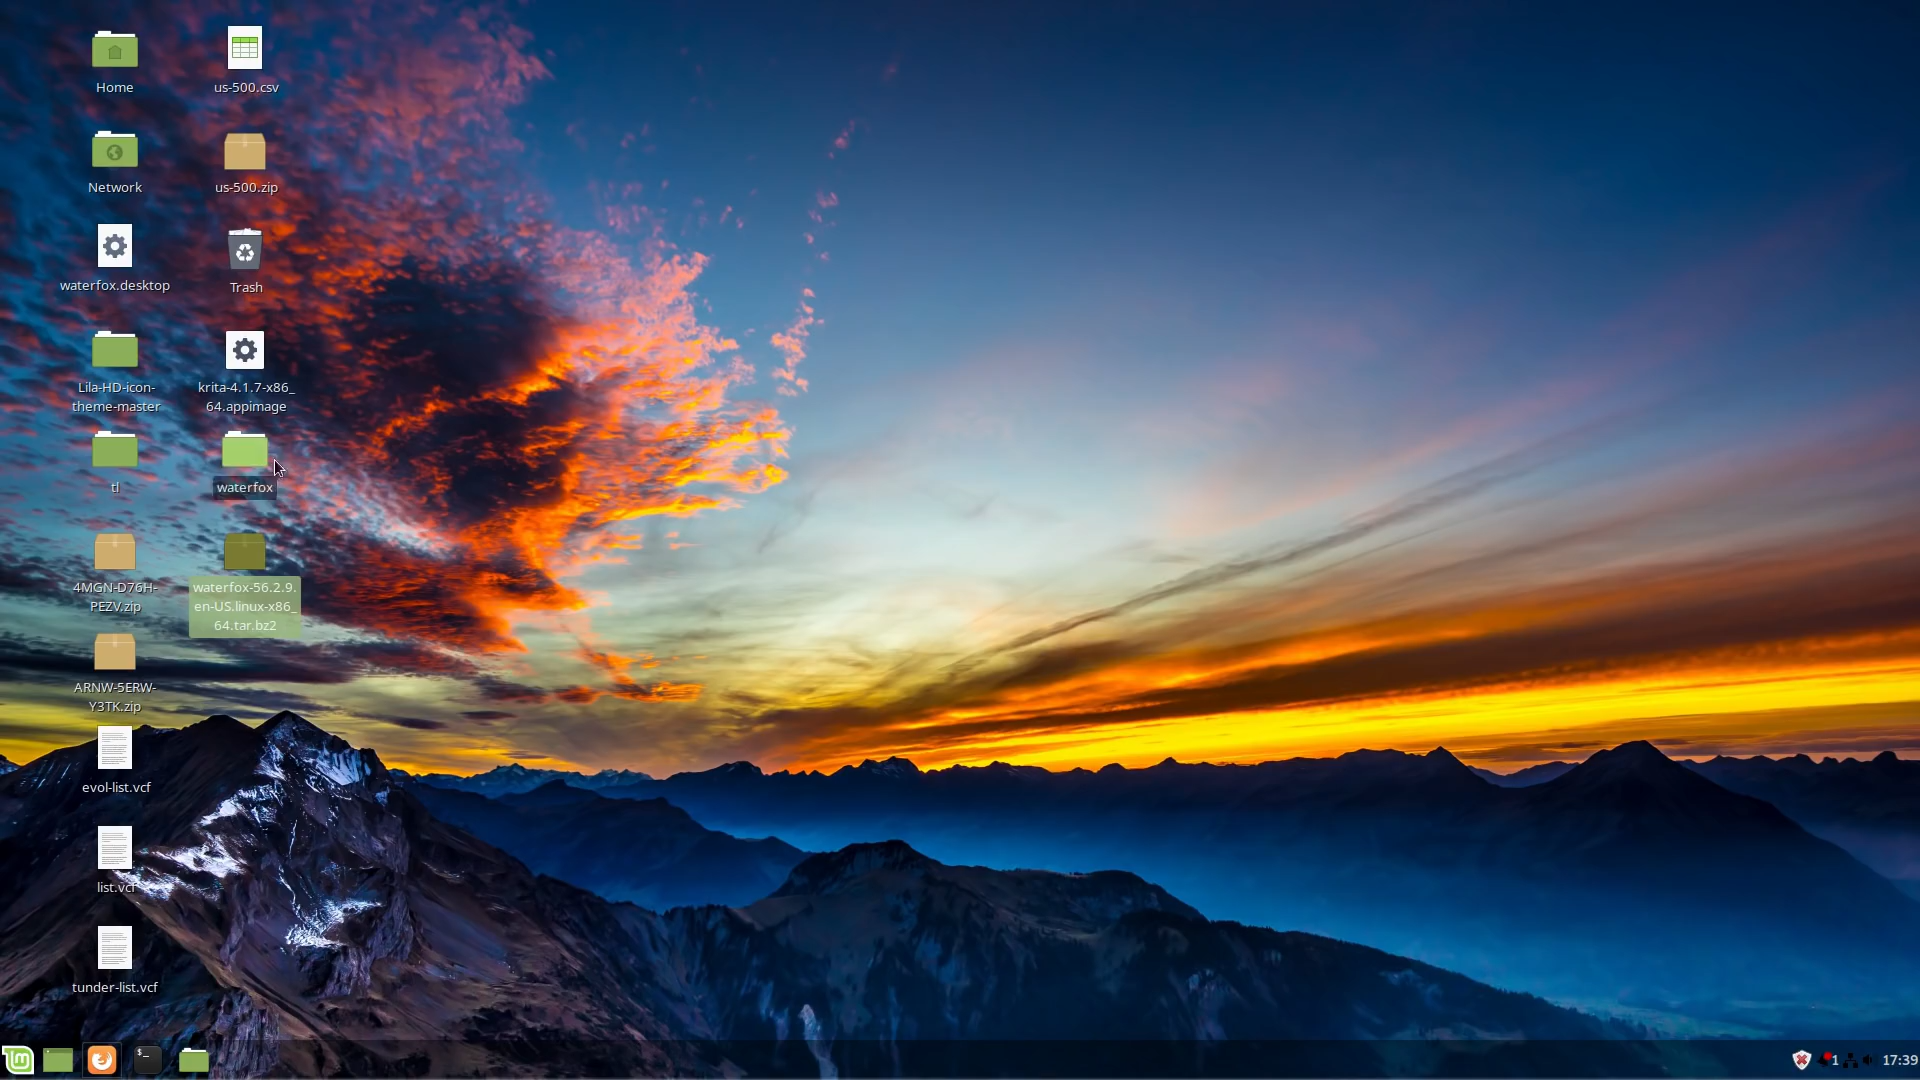 Home
us-500.csv
Network
us-500.zip
waterfox.desktop
Trash
Lila-HD-icon-
theme-master
krita-4.1.7-x86_
64.appimage
tl
waterfox
4MGN-D76H-
PEZV.zip
waterfox-56.2.9.
en-US.linux-x86_
64.tar.bz2
ARNW-5ERW-
Y3TK.zip
evol-list.vcf
list.vcf
tunder-list.vcf
lm
$_
1
17:39